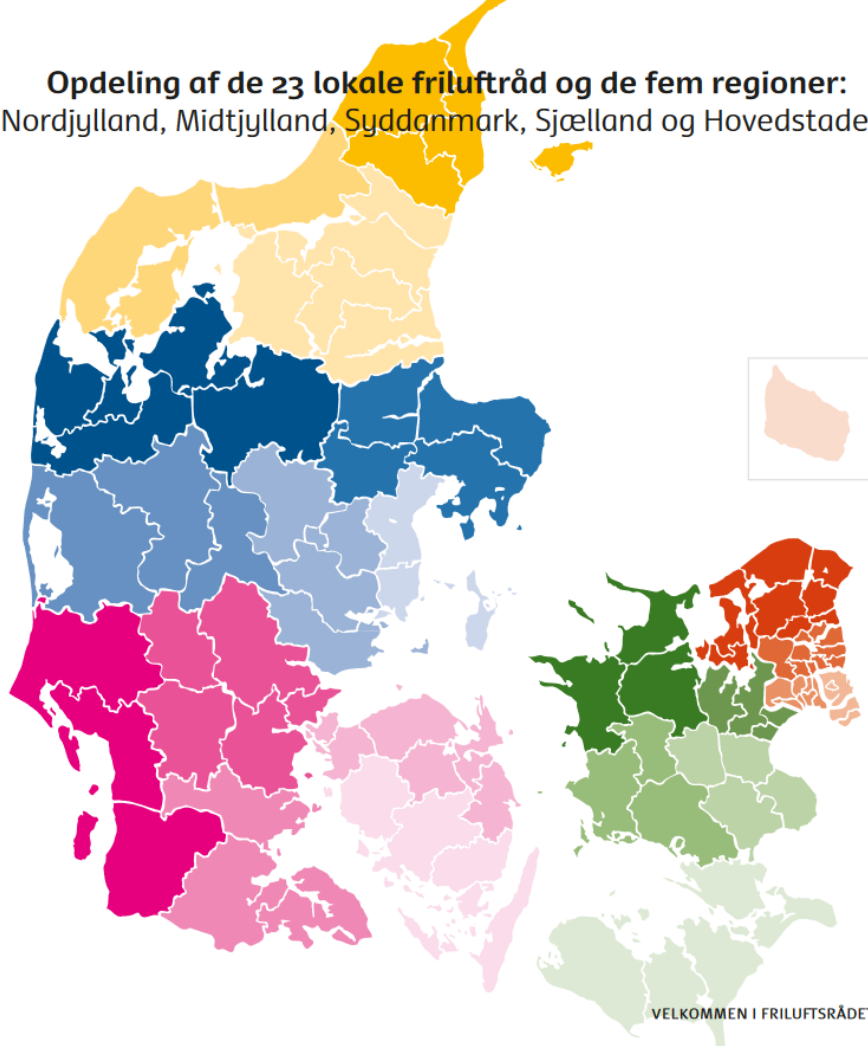 Opdeling af de 23 lokale friluftråd og de fem regioner:
Nordjylland, Midtjylland, Syddanmark, Sjælland og Hovedstade
VELKOMMEN I FRILUFTSRÅDET